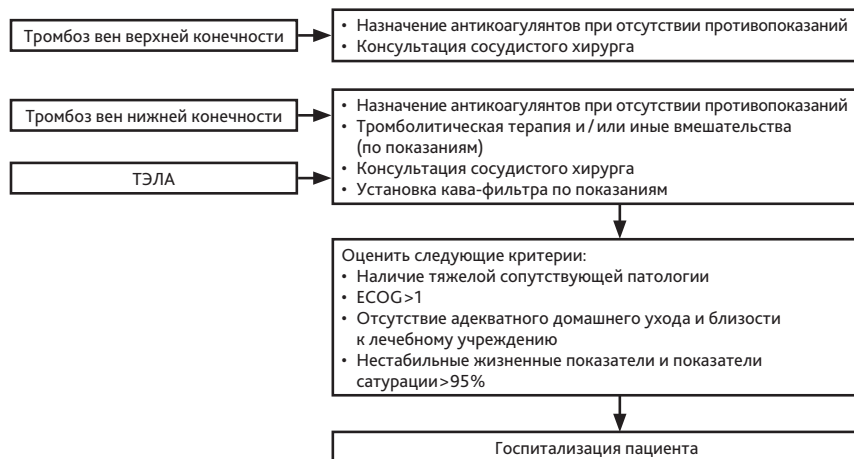 Тромбоз вен верхней конечности
• Назначение антикоагулянтов при отсутствии противопоказаний
• Консультация сосудистого хирурга
Тромбоз вен нижней конечности
ТЭЛА
• Назначение антикоагулянтов при отсутствии противопоказаний
• Тромболитическая терапия и / или иные вмешательства
(по показаниям)
• Консультация сосудистого хирурга
• Установка кава-фильтра по показаниям
Оценить следующие критерии:
• Наличие тяжелой сопутствующей патологии
• ECOG>1
• Отсутствие адекватного домашнего ухода и близости
к лечебному учреждению
• Нестабильные жизненные показатели и показатели
сатурации>95%
Госпитализация пациента